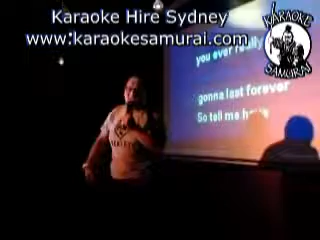 Karaoke Hire Sydney
www.karaokesamurai.com
KARAOKE
SAMURAI
you ever really
gonna last forever
So tell me